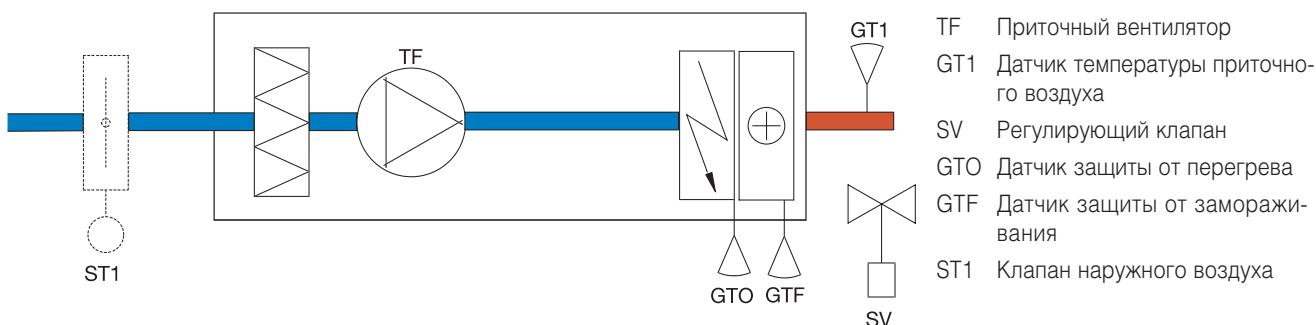 TF
GT1
ST1
GTO GTF
SV
TF Приточный вентилятор
GT1 Датчик температуры приточно-
го воздуха
SV Регулирующий клапан
GTO Датчик защиты от перегрева
GTF Датчик защиты от заморажи-
вания
ST1 Клапан наружного воздуха